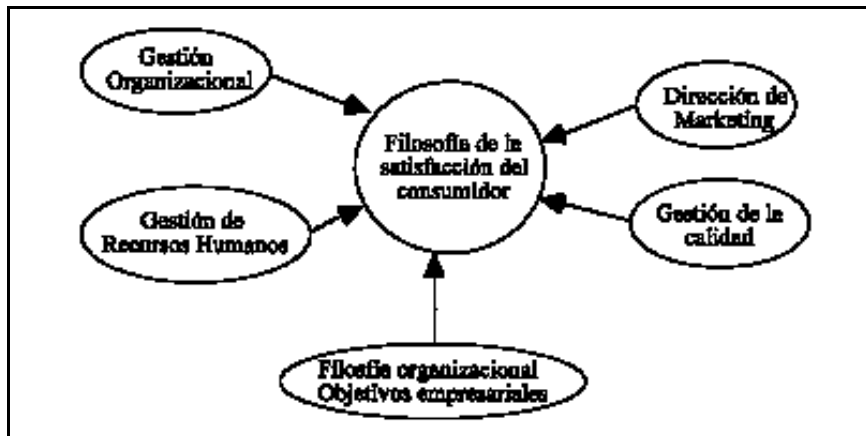 Gestión
Organizacional
Dirección de
Marketing
Filosofía de la
satisfacción del
consumidor
Gestión de
Recursos Humanos
Gestión de la
calidad
Filosfia organizacional
Objetivos empresariales